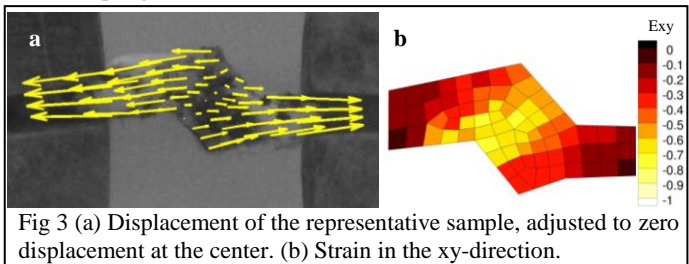 a
b
Exy
0
-0.1
-0.2
-0.3
-0.4
-0.5
-0.6
-0.7
-0.8
-0.9
-1
Fig 3 (a) Displacement of the representative sample, adjusted to zero
displacement at the center. (b) Strain in the xy-direction.